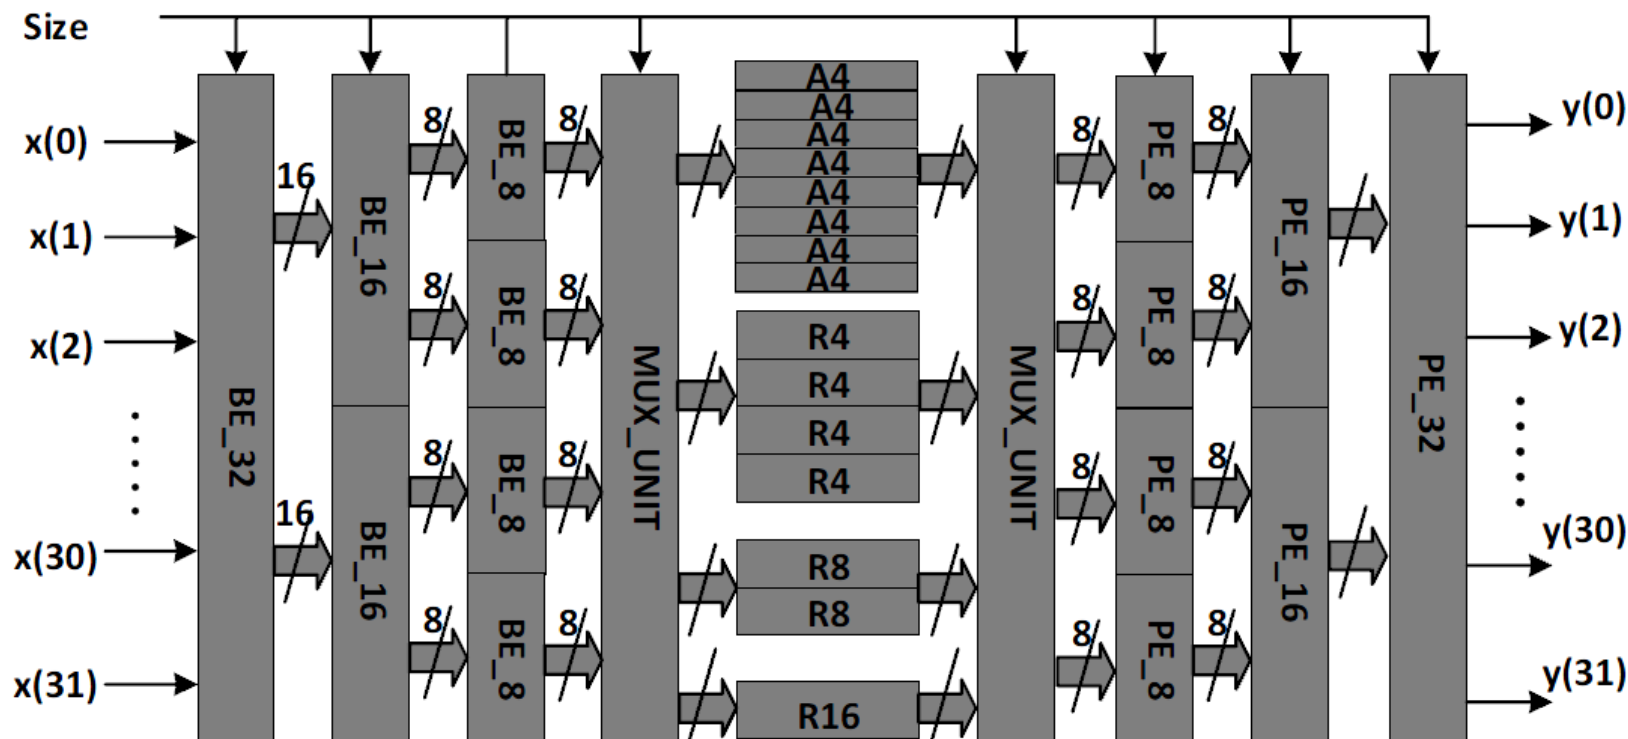 Size
x(0)
x(1)
x(2)
x(30)
x(31)
BE_32
16
16
BE_16
BE_16
8
8
8
8
BE_8
BE_8
BE_8
BE_8
8
8
8
8
MUX_UNIT
A4
A4
A4
A4
A4
A4
A4
A4
R4
R4
R4
R4
R8
R8
R16
MUX_UNIT
8
8
8
8
PE_8
PE_8
PE_8
PE_8
8
8
8
8
PE_16
PE_16
PE_32
y(0)
y(1)
y(2)
y(30)
y(31)